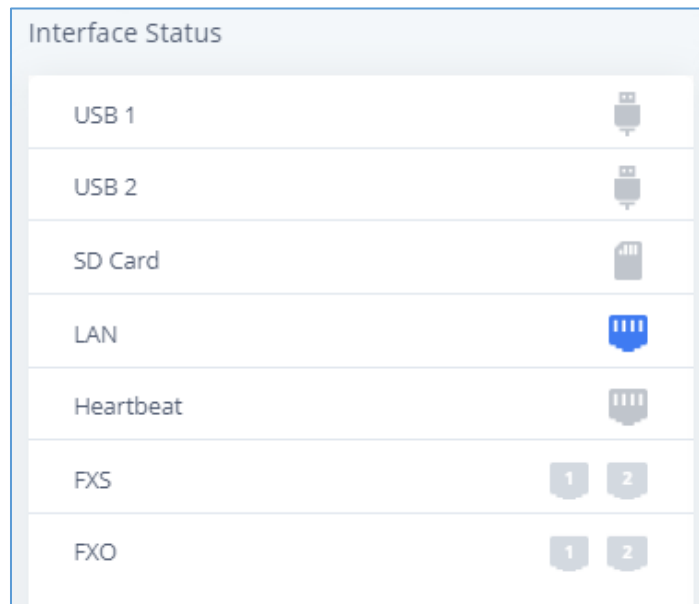 Interface Status
USB 1
USB 2
SD Card
LAN
Heartbeat
FXS 1 2
FXO 1 2